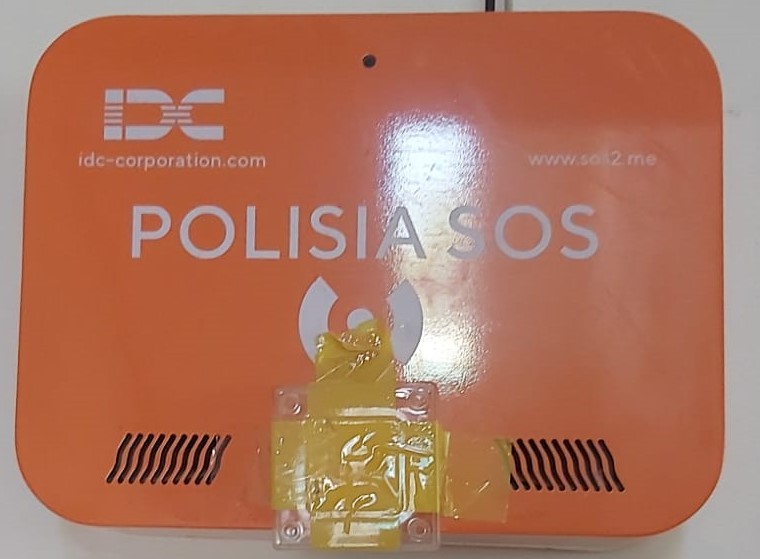 IDC
idc-corporation.com
www.sos2.me
POLISIA SOS